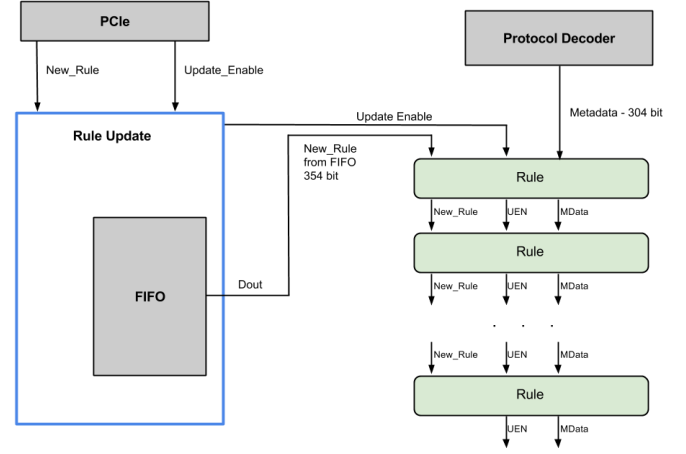 PCIe
Protocol Decoder
New_Rule
Update_Enable
Metadata - 304 bit
Update Enable
Rule Update
New_Rule
from FIFO
354 bit
Rule
New_Rule
UEN
MData
Rule
FIFO
Dout
New_Rule
UEN
MData
. . .
New_Rule
UEN
MData
Rule
UEN
MData